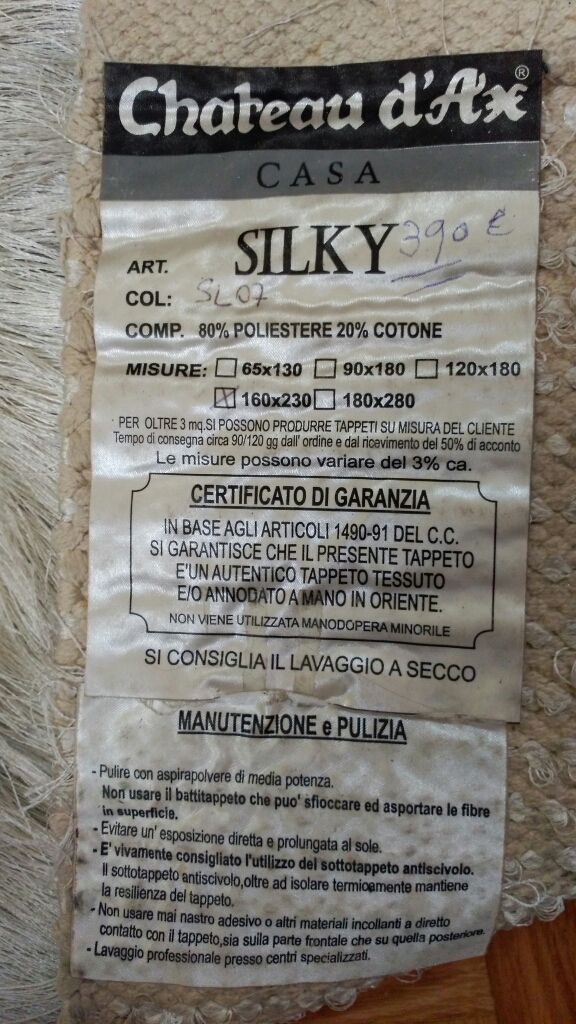 Chateau d'Ax®
CASA
ART. SILKY 390 €
COL: SL07
COMP. 80% POLIESTERE 20% COTONE
MISURE: 65x130 90x180 120x180
160x230 180x280
PER OLTRE 3 mq,SI POSSONO PRODURRE TAPPETI SU MISURA DEL CLIENTE
Tempo di consegna circa 90/120 gg dall' ordine e dal ricevimento del 50% di acconto
Le misure possono variare del 3% ca.
CERTIFICATO DI GARANZIA
IN BASE AGLI ARTICOLI 1490-91 DEL C.C.
SI GARANTISCE CHE IL PRESENTE TAPPETO
E'UN AUTENTICO TAPPETO TESSUTO
E/O ANNODATO A MANO IN ORIENTE.
NON VIENE UTILIZZATA MANODOPERA MINORILE
SI CONSIGLIA IL LAVAGGIO A SECCO
MANUTENZIONE e PULIZIA
- Pulire con aspirapolvere di media potenza.
Non usare il battitappeto che puo' sfioccare ed asportare le fibre
in superficie.
- Evitare un' esposizione diretta e prolungata al sole.
- E' vivamente consigliato l'utilizzo del sottotappeto antiscivolo.
Il sottotappeto antiscivolo,oltre ad isolare termicamente mantiene
la resilienza del tappeto.
- Non usare mai nastro adesivo o altri materiali incollanti a diretto
contatto con il tappeto,sia sulla parte frontale che su quella posteriore.
- Lavaggio professionale presso centri specializzati.